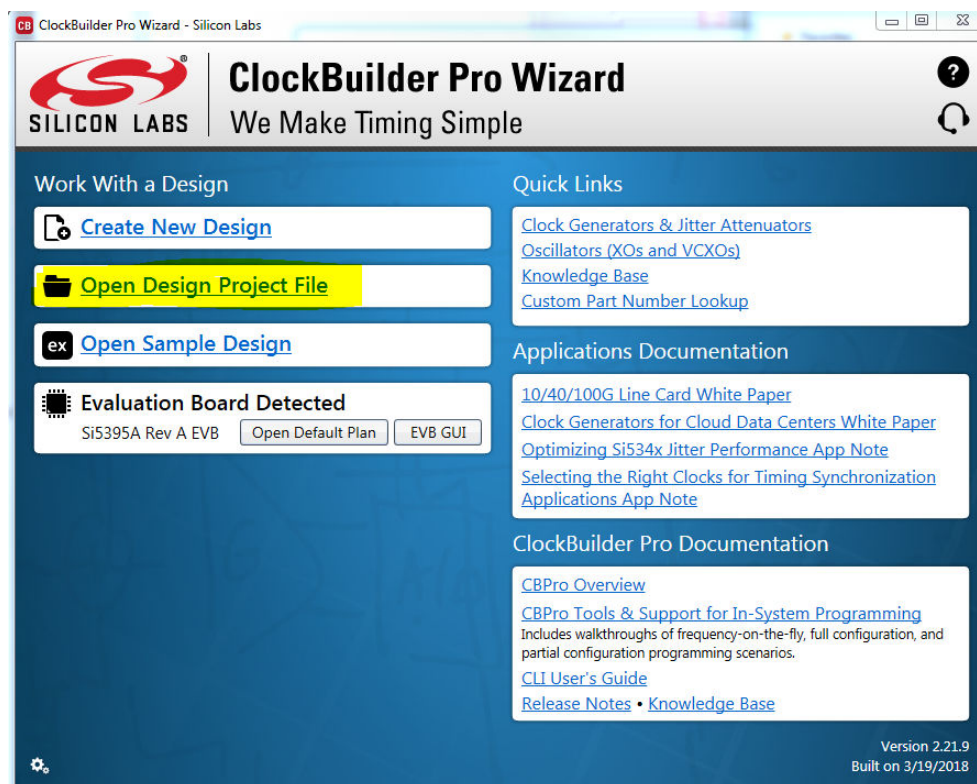 CB ClockBuilder Pro Wizard - Silicon Labs
SILICON LABS
®
ClockBuilder Pro Wizard
We Make Timing Simple
?
Work With a Design
Create New Design
Open Design Project File
ex Open Sample Design
Evaluation Board Detected
Si5395A Rev A EVB Open Default Plan EVB GUI
Quick Links
Clock Generators & Jitter Attenuators
Oscillators (XOs and VCXOs)
Knowledge Base
Custom Part Number Lookup
Applications Documentation
10/40/100G Line Card White Paper
Clock Generators for Cloud Data Centers White Paper
Optimizing Si534x Jitter Performance App Note
Selecting the Right Clocks for Timing Synchronization
Applications App Note
ClockBuilder Pro Documentation
CBPro Overview
CBPro Tools & Support for In-System Programming
Includes walkthroughs of frequency-on-the-fly, full configuration, and
partial configuration programming scenarios.
CLI User's Guide
Release Notes • Knowledge Base
Version 2.21.9
Built on 3/19/2018